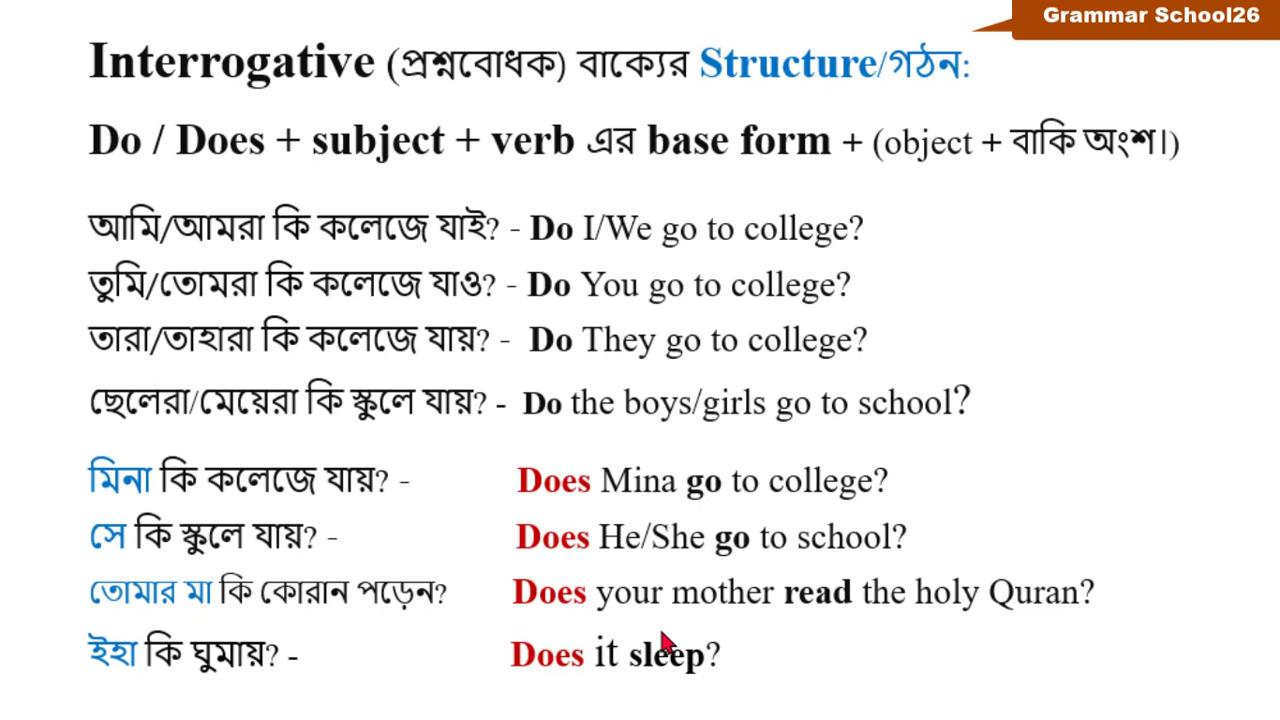 Grammar School26
Interrogative (প্রশ্নবোধক) বাক্যের Structure/গঠন:
Do / Does + subject + verb এর base form + (object + বাকি অংশ।)
আমি/আমরা কি কলেজে যাই? - Do I/We go to college?
তুমি/তোমরা কি কলেজে যাও? - Do You go to college?
তারা/তাহারা কি কলেজে যায়? - Do They go to college?
ছেলেরা/মেয়েরা কি স্কুলে যায়? - Do the boys/girls go to school?
মিনা কি কলেজে যায়? - Does Mina go to college?
সে কি স্কুলে যায়? - Does He/She go to school?
তোমার মা কি কোরান পড়েন? Does your mother read the holy Quran?
ইহা কি ঘুমায়? - Does it sleep?